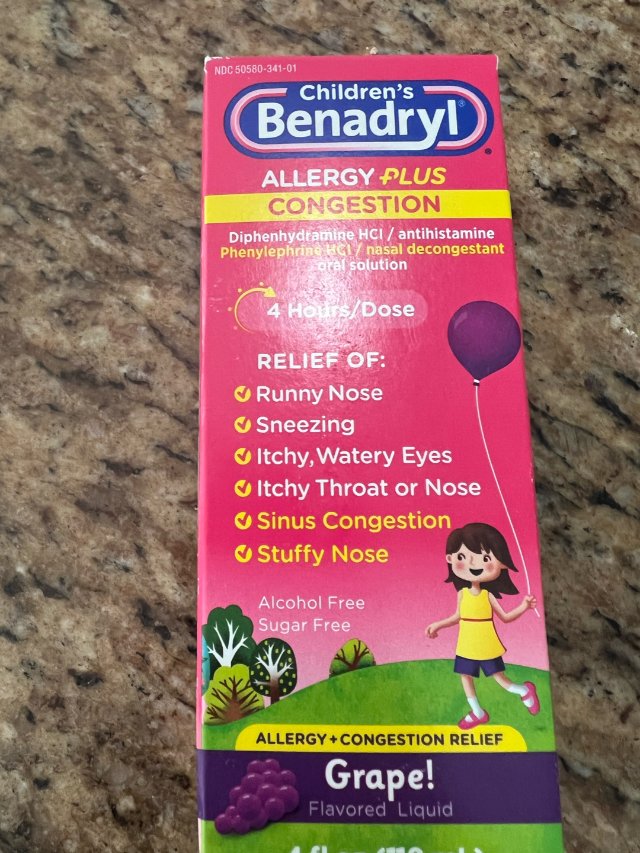 NDC 50580-341-01
Children's
Benadryl®
ALLERGY PLUS
CONGESTION
Diphenhydramine HCl / antihistamine
Phenylephrine HCl / nasal decongestant
oral solution
4 Hours/Dose
RELIEF OF:
Runny Nose
Sneezing
Itchy, Watery Eyes
Itchy Throat or Nose
Sinus Congestion
Stuffy Nose
Alcohol Free
Sugar Free
ALLERGY + CONGESTION RELIEF
Grape!
Flavored Liquid